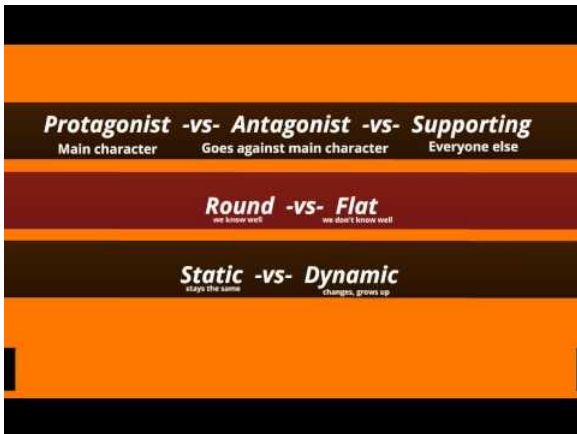 Protagonist -vs- Antagonist -vs- Supporting
Main character Goes against main character Everyone else
Round -vs- Flat
we know well we don't know well
Static -vs- Dynamic
stays the same changes, grows up